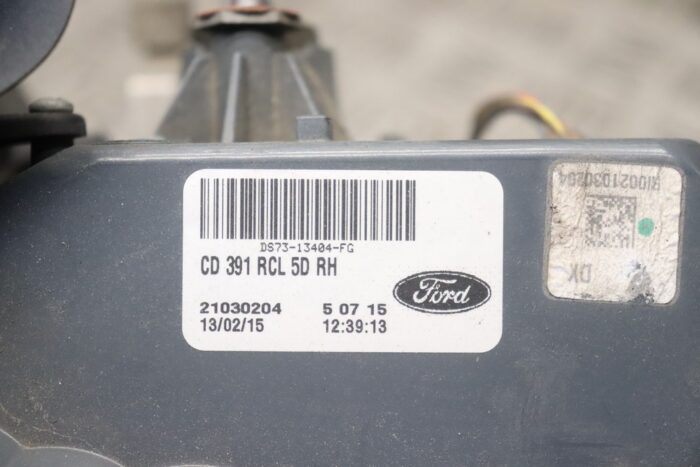 DS73-13404-FG
CD 391 RCL 5D RH
Ford
21030204 5 07 15
13/02/15 12:39:13
RI0021030204
DK